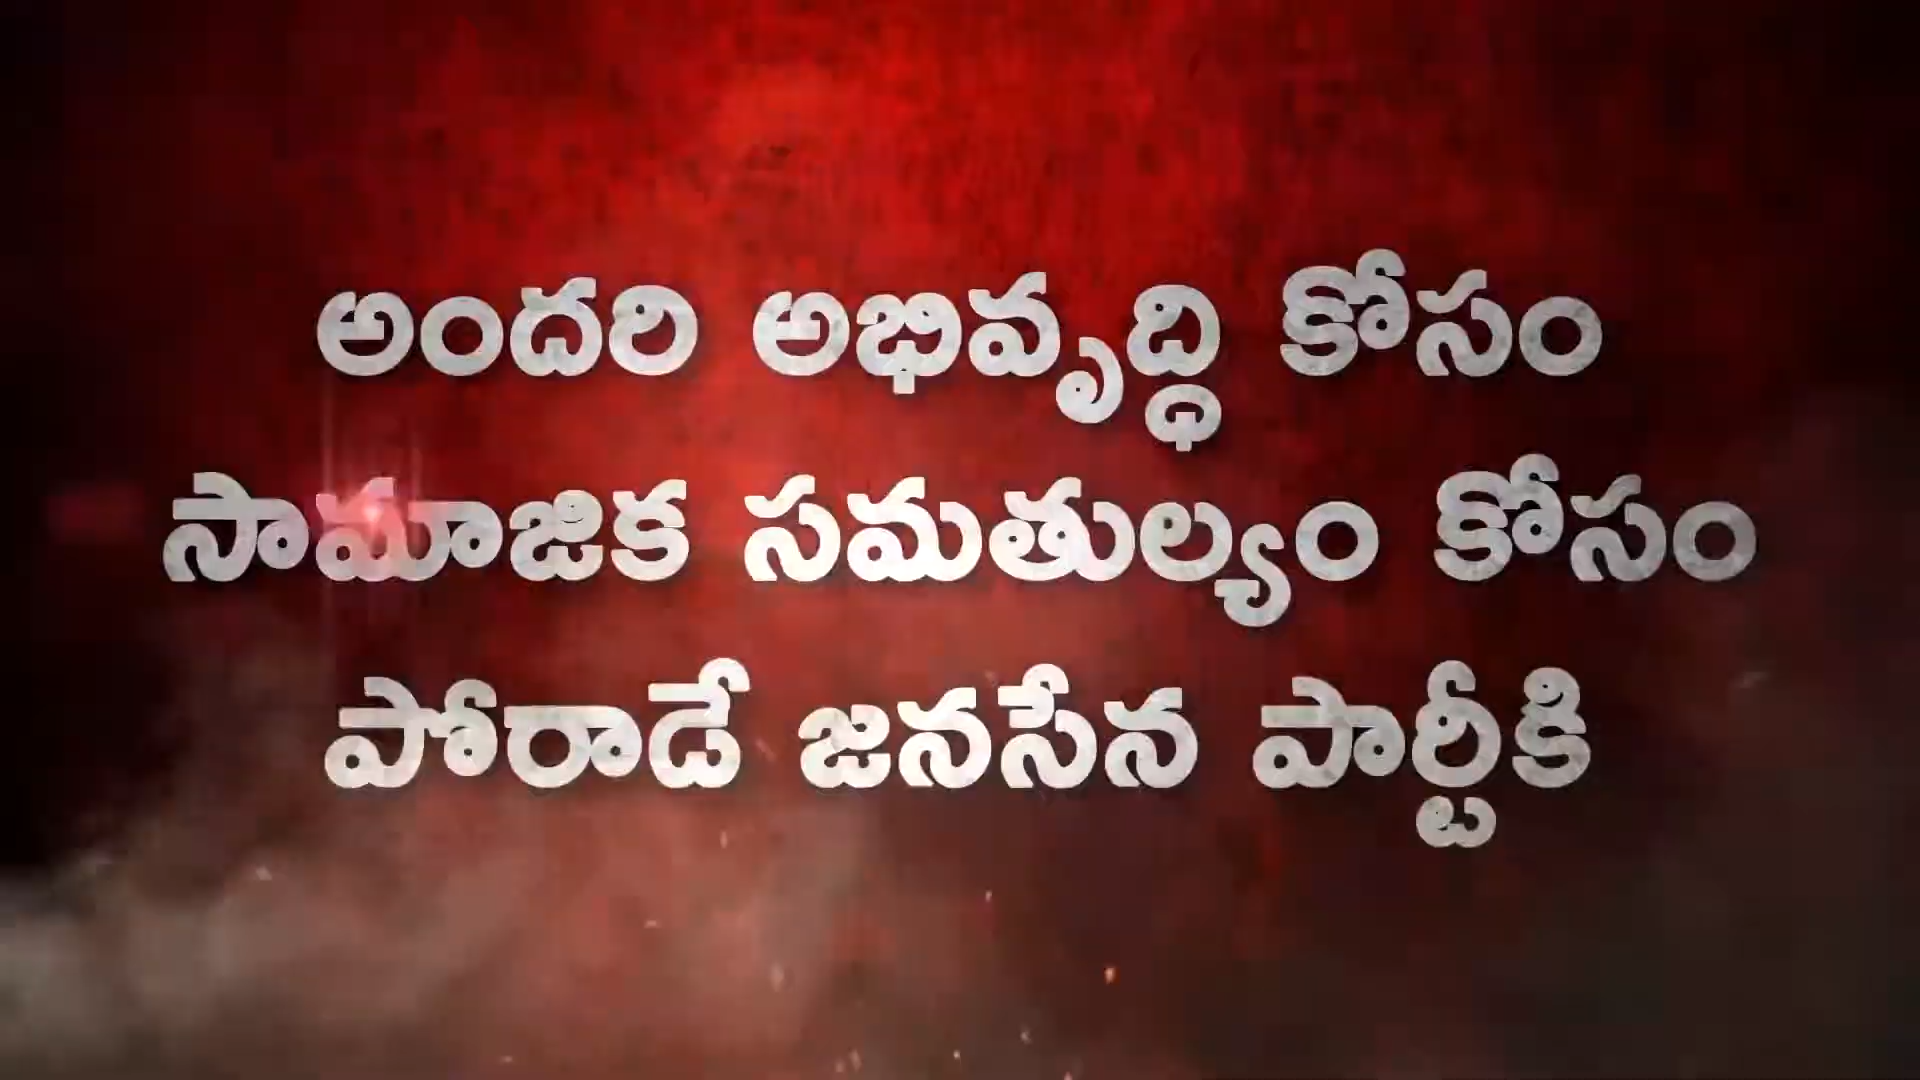 అందరి అభివృద్ధి కోసం
సామాజిక సమతుల్యం కోసం
పోరాడే జనసేన పార్టీకి